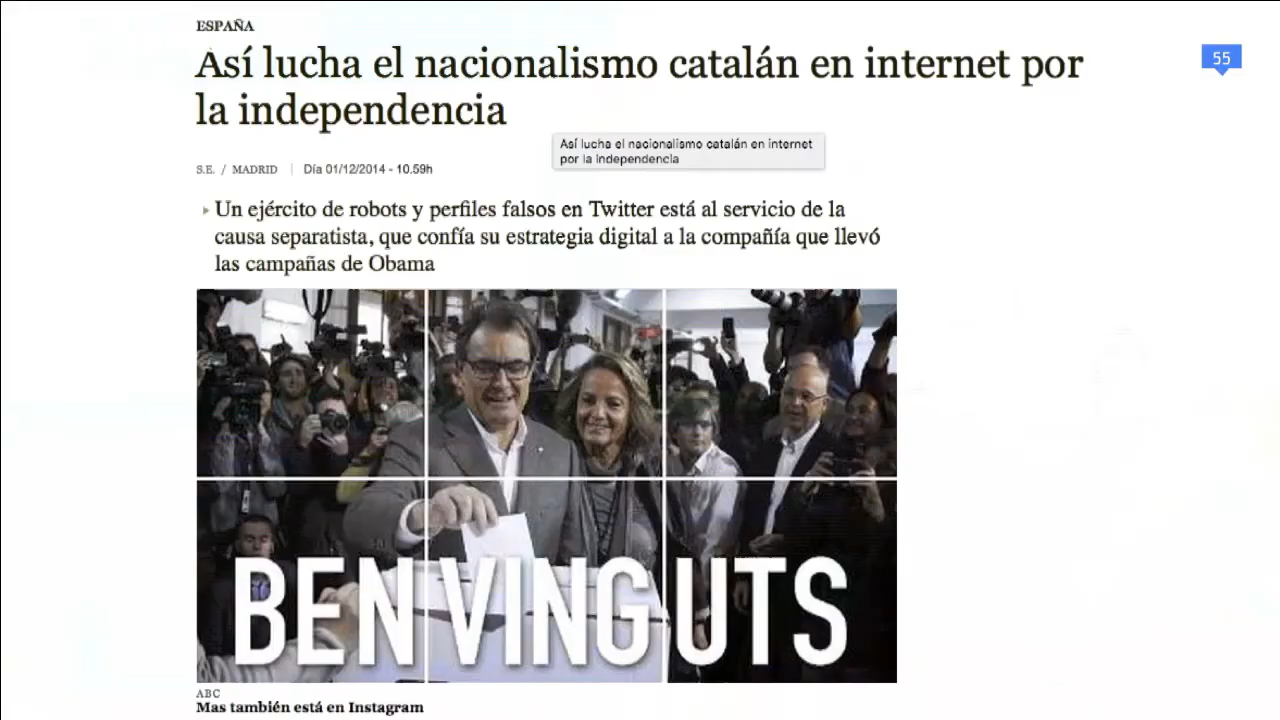 ESPAÑA
Así lucha el nacionalismo catalán en internet por
la independencia
55
Así lucha el nacionalismo catalán en internet
por la independencia
S.E. / MADRID | Día 01/12/2014 - 10.59h
Un ejército de robots y perfiles falsos en Twitter está al servicio de la
causa separatista, que confía su estrategia digital a la compañía que llevó
las campañas de Obama
BENVINGUTS
ABC
Mas también está en Instagram